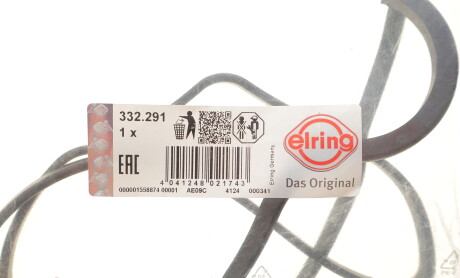 332.291
1 x
EAC
4 041248 021743
000001558874 00001 AE09C 4124 000341
Elring Germany
elring
Das Original